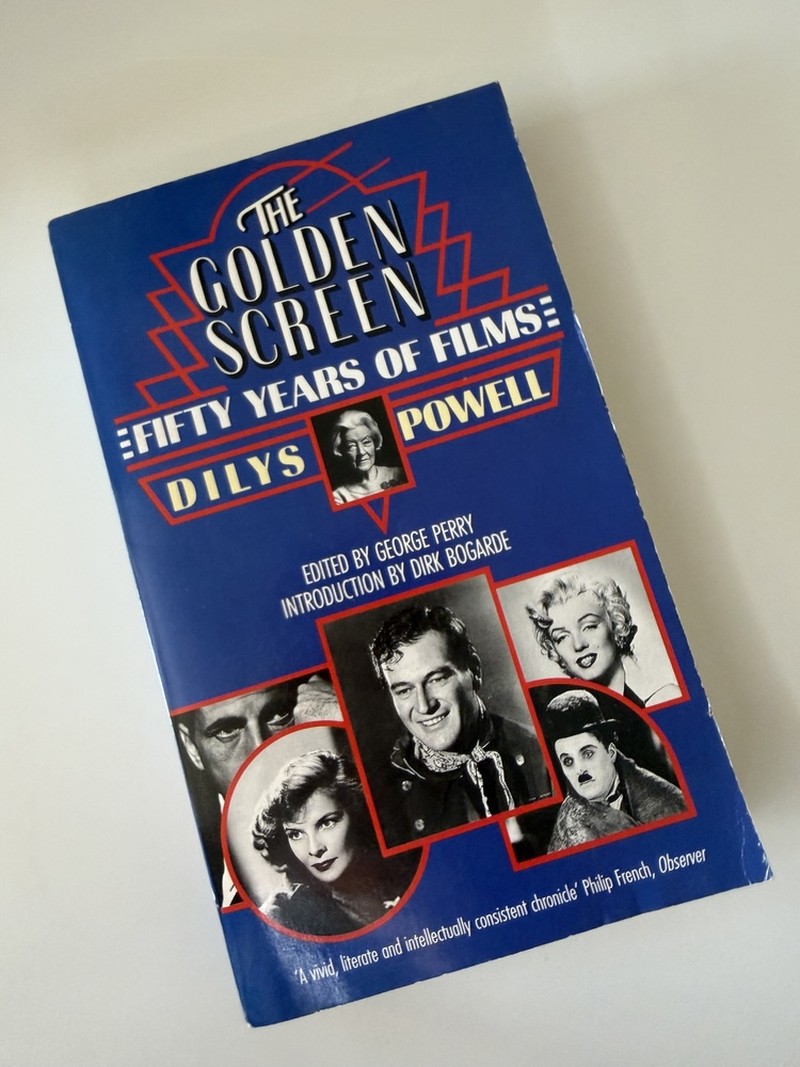 THE
GOLDEN
SCREEN
FIFTY YEARS OF FILMS
DILYS POWELL
EDITED BY GEORGE PERRY
INTRODUCTION BY DIRK BOGARDE
'A vivid, literate and intellectually consistent chronicle' Philip French, Observer